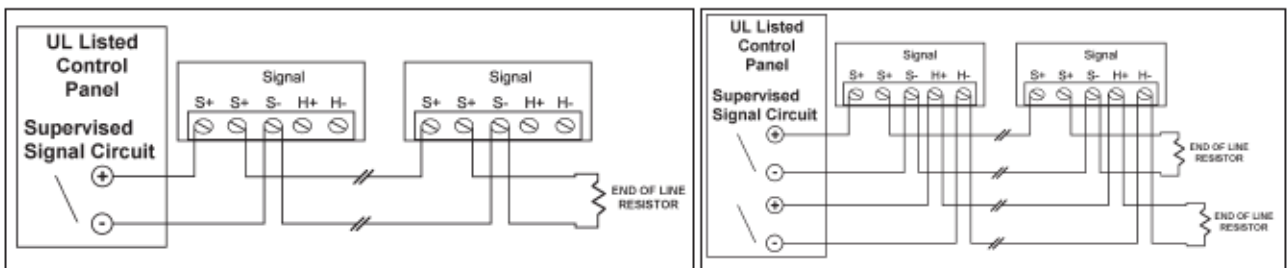 UL Listed
Control
Panel
Supervised
Signal Circuit
+
-
Signal
S+ S+ S- H+ H-
Signal
S+ S+ S- H+ H-
END OF LINE
RESISTOR
UL Listed
Control
Panel
Supervised
Signal Circuit
+
-
+
-
Signal
S+ S+ S- H+ H-
Signal
S+ S+ S- H+ H-
END OF LINE
RESISTOR
END OF LINE
RESISTOR